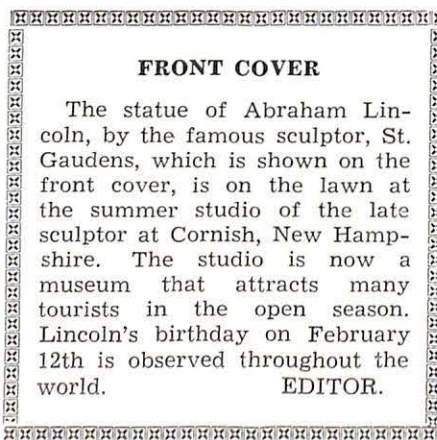 FRONT COVER
The statue of Abraham Lin-
coln, by the famous sculptor, St.
Gaudens, which is shown on the
front cover, is on the lawn at
the summer studio of the late
sculptor at Cornish, New Hamp-
shire. The studio is now a
museum that attracts many
tourists in the open season.
Lincoln's birthday on February
12th is observed throughout the
world. EDITOR.